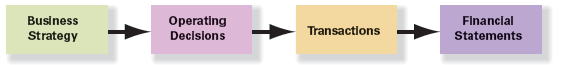 Business
Strategy
Operating
Decisions
Transactions
Financial
Statements